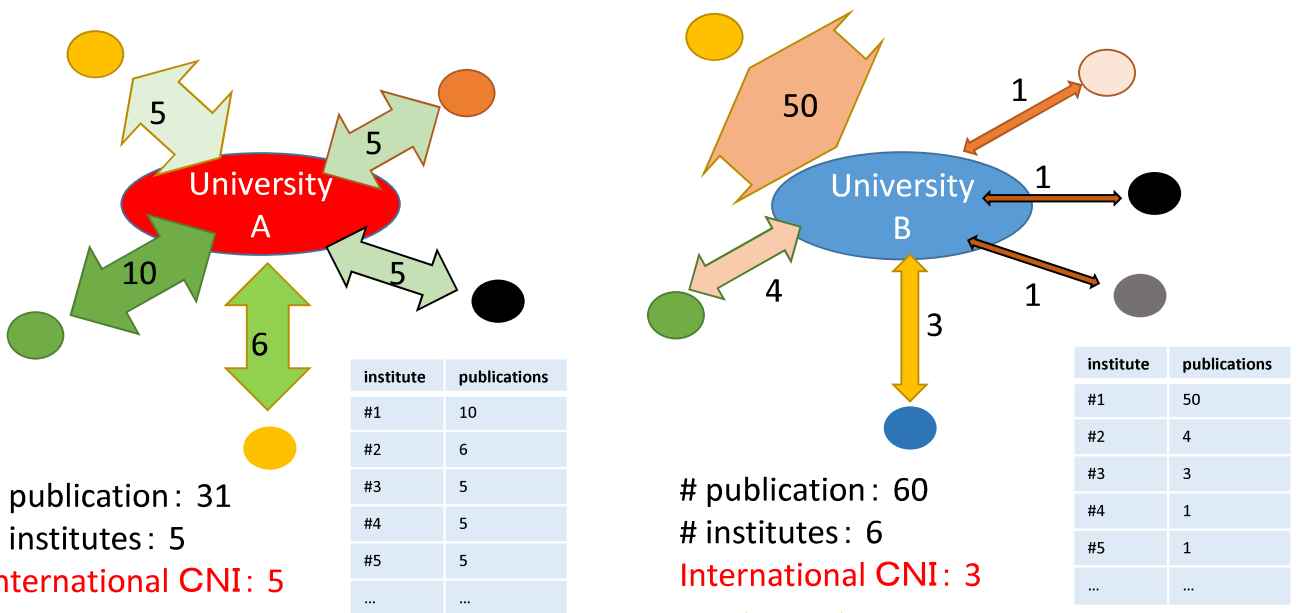 5
5
University
A
10
5
6
institute publications
#1 10
#2 6
#3 5
#4 5
#5 5
... ...
publication: 31
institutes: 5
nternational CNI: 5
50
1
University
B
1
4
1
3
institute publications
#1 50
#2 4
#3 3
#4 1
#5 1
... ...
# publication: 60
# institutes: 6
International CNI: 3